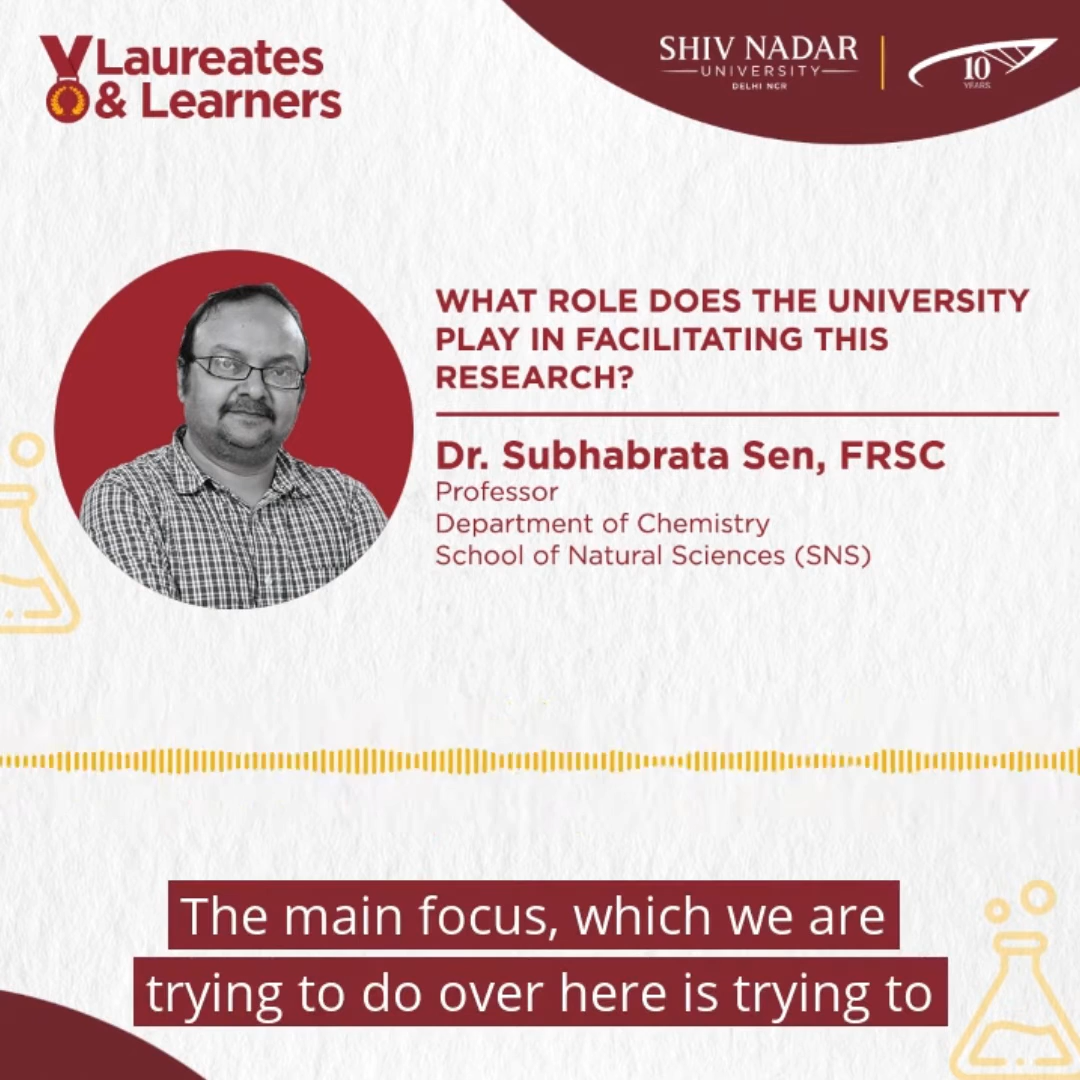 Laureates
& Learners
SHIV NADAR
UNIVERSITY
DELHI NCR
10
YEARS
WHAT ROLE DOES THE UNIVERSITY
PLAY IN FACILITATING THIS
RESEARCH?
Dr. Subhabrata Sen, FRSC
Professor
Department of Chemistry
School of Natural Sciences (SNS)
The main focus, which we are
trying to do over here is trying to